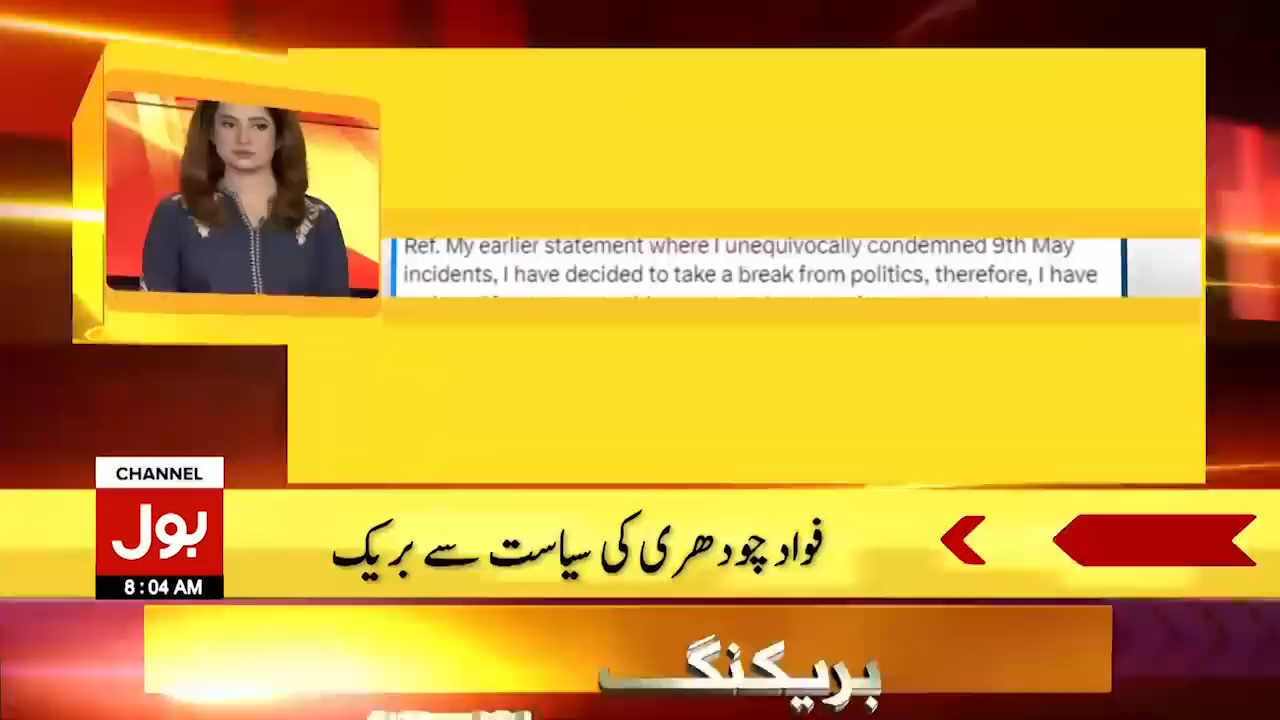 Ref. My earlier statement where I unequivocally condemned 9th May
incidents, I have decided to take a break from politics, therefore, I have
CHANNEL
بول
8:04 AM
فواد چودھری کی سیاست سے بریک
بریکنگ